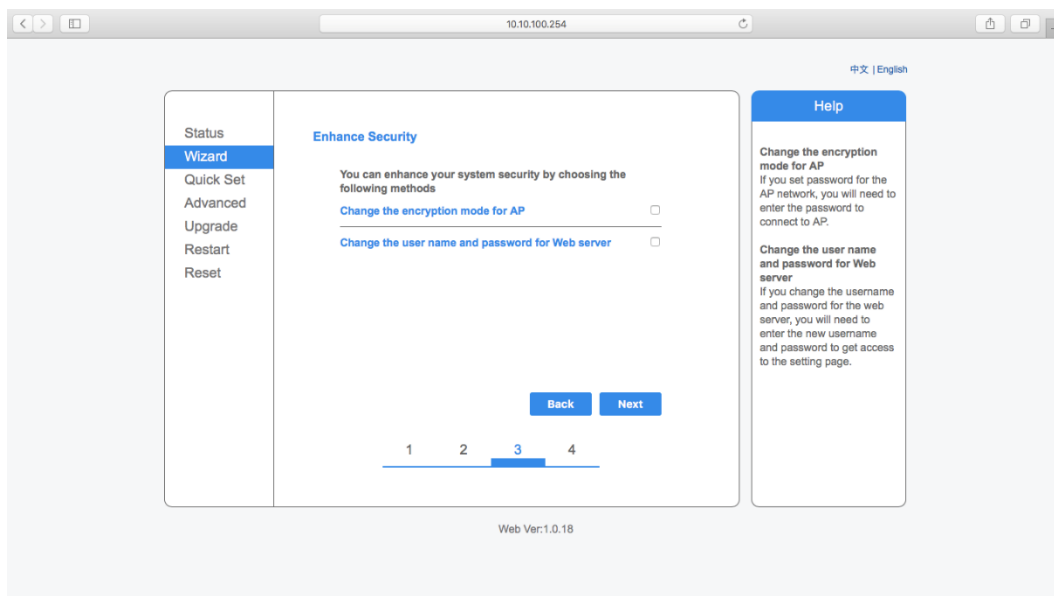 10.10.100.254
中文 | English
Status
Wizard
Quick Set
Advanced
Upgrade
Restart
Reset
Enhance Security
You can enhance your system security by choosing the
following methods
Change the encryption mode for AP
Change the user name and password for Web server
Back Next
1 2 3 4
Help
Change the encryption
mode for AP
If you set password for the
AP network, you will need to
enter the password to
connect to AP.
Change the user name
and password for Web
server
If you change the username
and password for the web
server, you will need to
enter the new username
and password to get access
to the setting page.
Web Ver:1.0.18